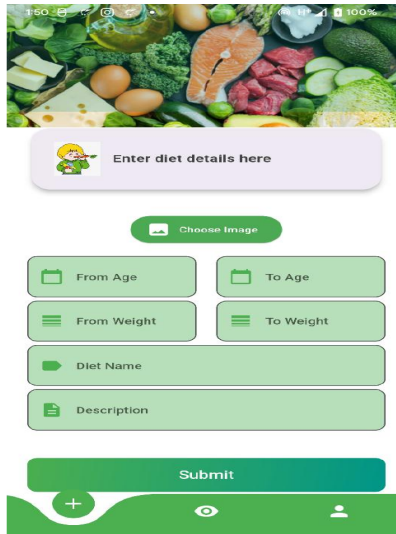 1:50
H+ 100%
Enter diet details here
Choose Image
From Age
To Age
From Weight
To Weight
Diet Name
Description
Submit